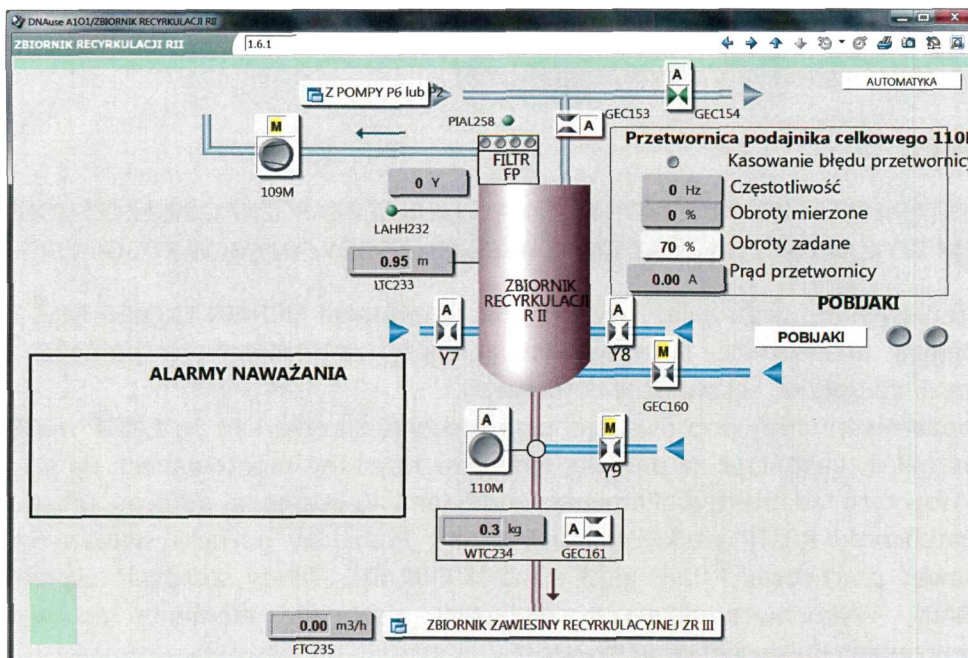 DNAuse A1O1/ZBIORNIK RECYRKULACJI RII
ZBIORNIK RECYRKULACJI RII
1.6.1
AUTOMATYKA
Z POMPY P6 lub P2
A
GEC154
GEC153
A
PIAL258
M
109M
FILTR
FP
0 Y
LAHH232
0.95 m
LTC233
ZBIORNIK
RECYRKULACJI
R II
Przetwornica podajnika celkowego 110
Kasowanie błędu przetwornicy
0 Hz Częstotliwość
0 % Obroty mierzone
70 % Obroty zadane
0.00 A Prąd przetwornicy
POBIJAKI
POBIJAKI
A
Y7
A
Y8
M
GEC160
ALARMY NAWAŻANIA
A
110M
M
Y9
0.3 kg
WTC234
A
GEC161
0.00 m3/h
FTC235
ZBIORNIK ZAWIESINY RECYRKULACYJNEJ ZR III